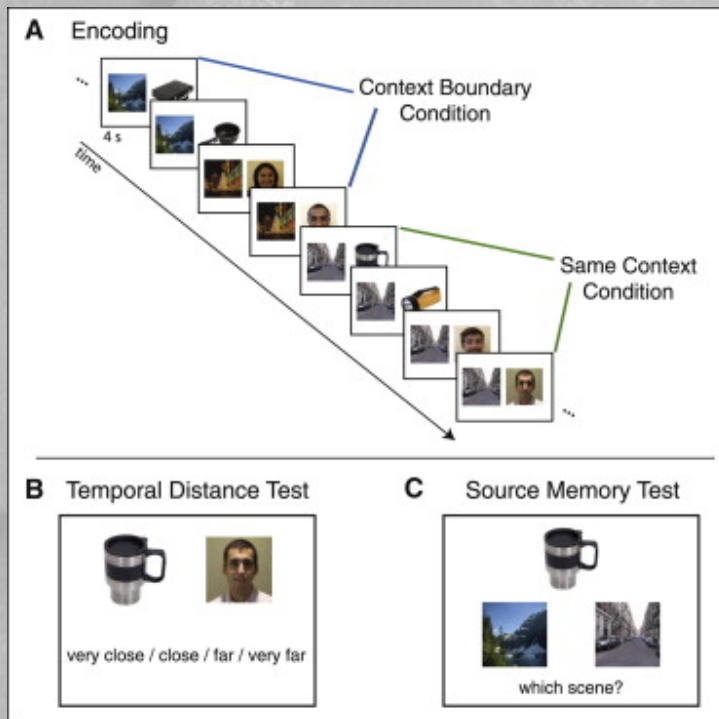 A Encoding
...
4 s
time
Context Boundary
Condition
Same Context
Condition
...
B Temporal Distance Test
very close / close / far / very far
C Source Memory Test
which scene?